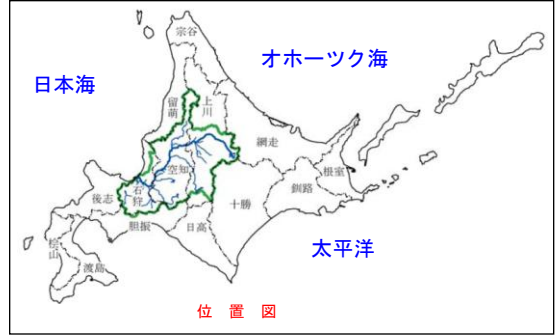 宗谷
オホーツク海
日本海
上川
留萌
網走
空知
根室
釧路
石狩
後志
十勝
胆振
日高
太平洋
桧山
渡島
位 置 図